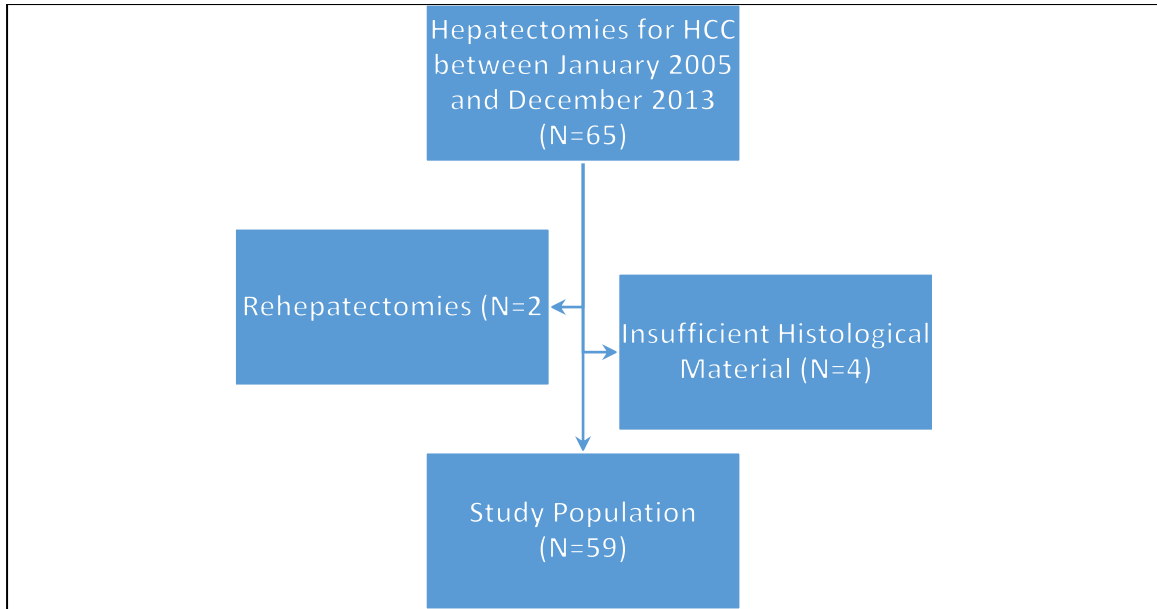 Hepatectomies for HCC
between January 2005
and December 2013
(N=65)
Rehepatectomies (N=2
Insufficient Histological
Material (N=4)
Study Population
(N=59)